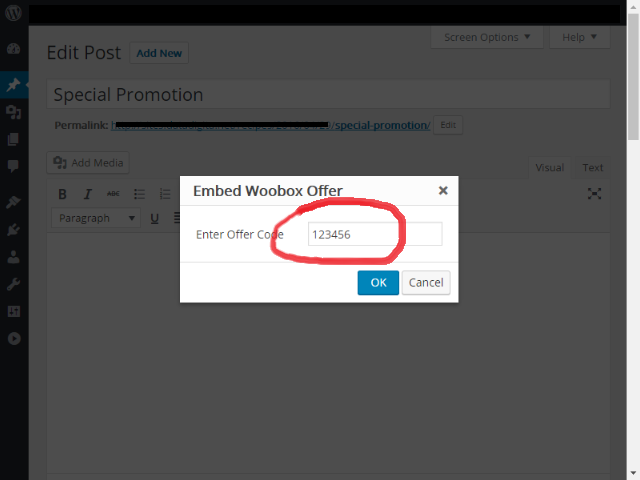 Screen Options
Help
Edit Post Add New
Special Promotion
Permalink: /special-promotion/ Edit
Add Media
Visual Text
B I ABC
Paragraph U
Embed Woobox Offer
Enter Offer Code 123456
OK Cancel